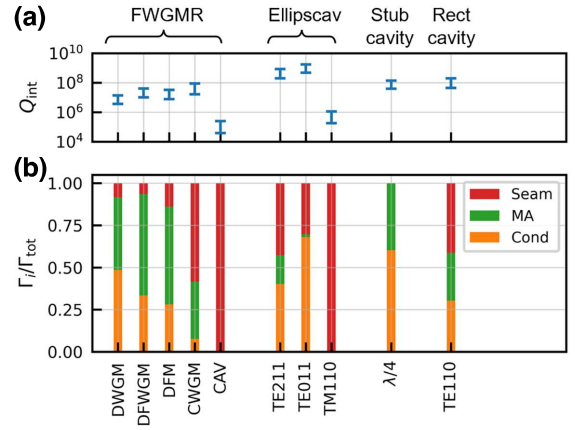 (a)
FWGMR
Ellipscav
Stub cavity
Rect cavity
Q_int
10^10
10^8
10^6
10^4
(b)
Γ_i/Γ_tot
1.00
0.75
0.50
0.25
0.00
Seam
MA
Cond
DWGM
DFWGM
DFM
CWGM
CAV
TE211
TE011
TM110
λ/4
TE110